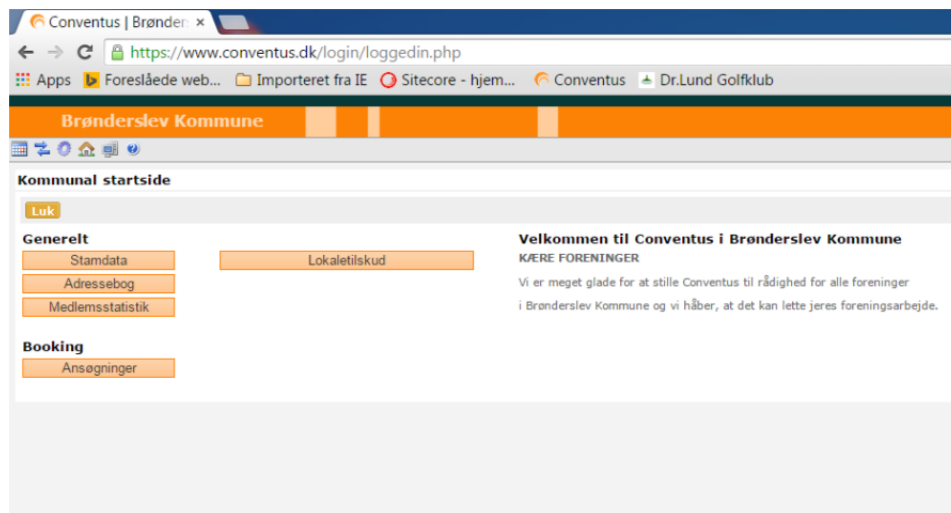 Conventus | Brønder:
https://www.conventus.dk/login/loggedin.php
Apps Foreslåede web... Importeret fra IE Sitecore - hjem... Conventus Dr.Lund Golfklub
Brønderslev Kommune
Kommunal startside
Luk
Generelt
Stamdata
Adressebog
Medlemsstatistik
Lokaletilskud
Booking
Ansøgninger
Velkommen til Conventus i Brønderslev Kommune
KÆRE FORENINGER
Vi er meget glade for at stille Conventus til rådighed for alle foreninger
i Brønderslev Kommune og vi håber, at det kan lette jeres foreningsarbejde.